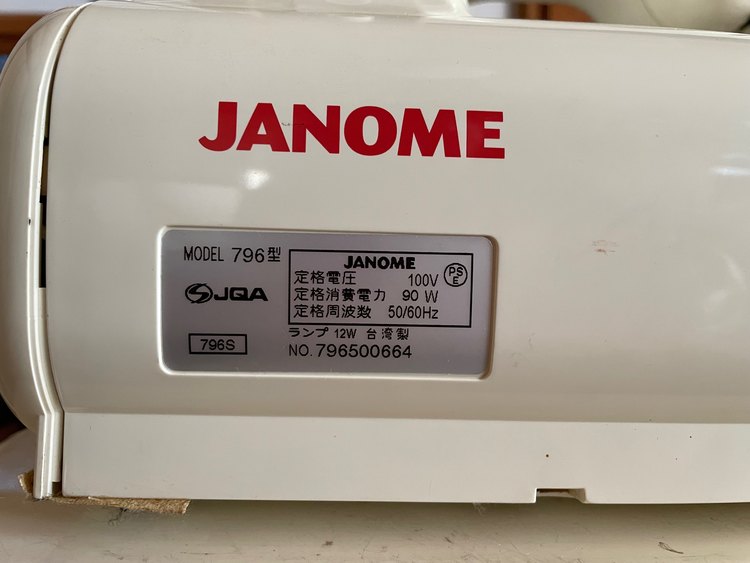 JANOME
MODEL 796型
JQA
796S
JANOME
定格電圧 100V
PSE
定格消費電力 90 W
定格周波数 50/60Hz
ランプ 12W 台湾製
NO. 796500664